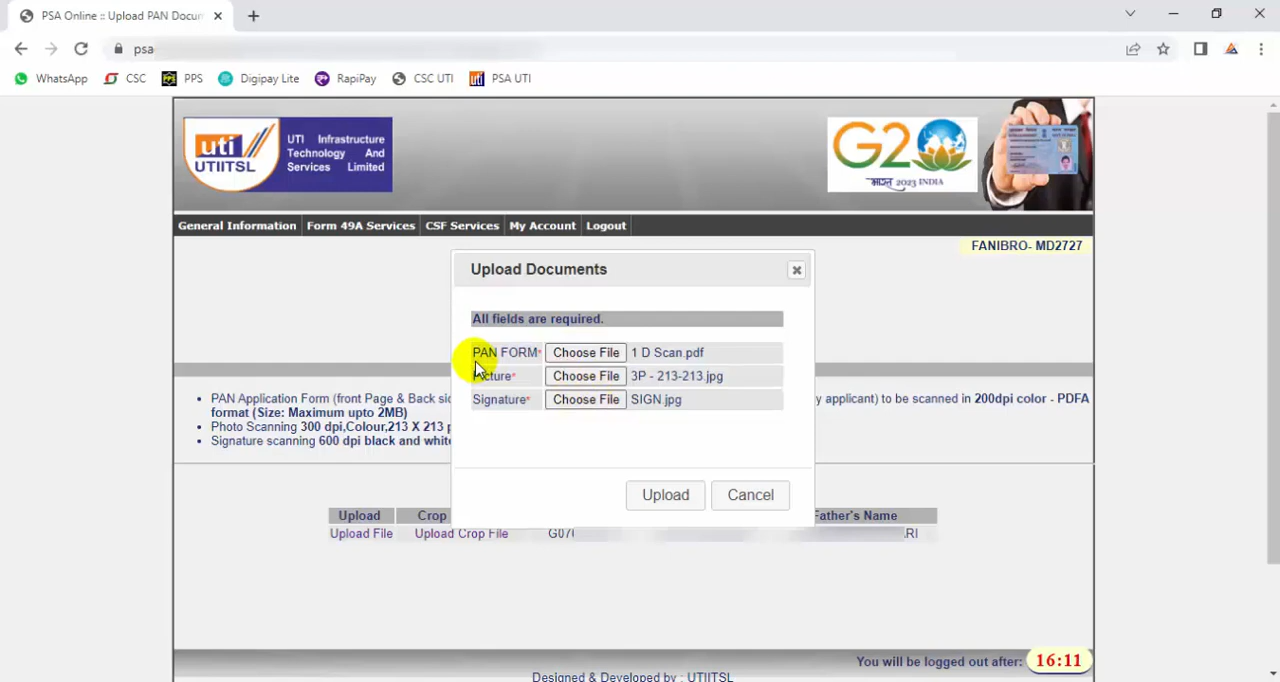 PSA Online :: Upload PAN Docum
psa-
WhatsApp CSC PPS Digipay Lite RapiPay CSC UTI PSA UTI
uti
UTIITSL
UTI Infrastructure
Technology And
Services Limited
G20
भारत 2023 INDIA
General Information Form 49A Services CSF Services My Account Logout
FANIBRO- MD2727
Upload Documents
All fields are required.
PAN FORM* Choose File 1 D Scan.pdf
Picture* Choose File 3P - 213-213.jpg
Signature* Choose File SIGN.jpg
Upload Cancel
PAN Application Form (front Page & Back si y applicant) to be scanned in 200dpi color - PDFA
format (Size: Maximum upto 2MB)
Photo Scanning 300 dpi,Colour,213 X 213 p
Signature scanning 600 dpi black and white
Upload Crop Father's Name
Upload File Upload Crop File G07 RI
You will be logged out after: 16:11
Designed & Developed by : UTIITSL